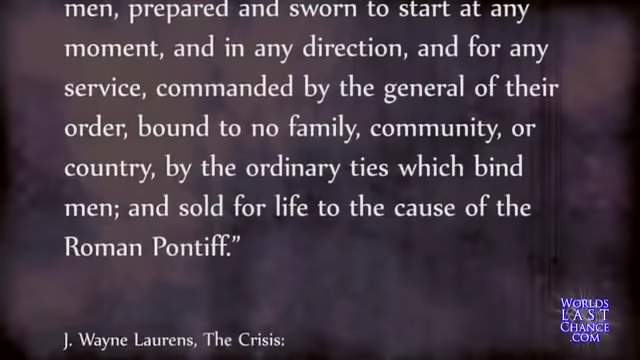 men, prepared and sworn to start at any
moment, and in any direction, and for any
service, commanded by the general of their
order, bound to no family, community, or
country, by the ordinary ties which bind
men; and sold for life to the cause of the
Roman Pontiff.”
J. Wayne Laurens, The Crisis:
WORLDS
LAST
CHANCE
.COM